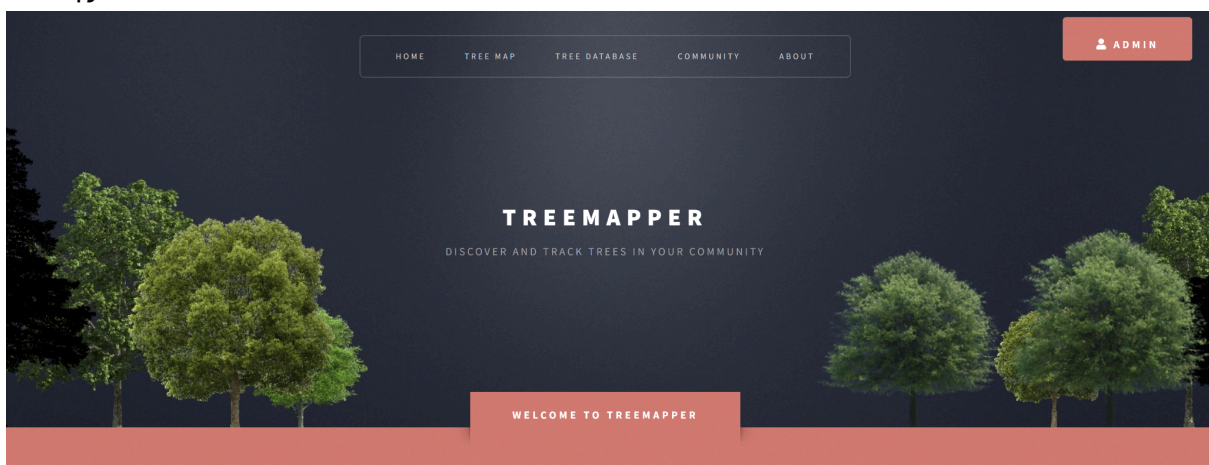 HOME TREE MAP TREE DATABASE COMMUNITY ABOUT
ADMIN
TREEMAPPER
DISCOVER AND TRACK TREES IN YOUR COMMUNITY
WELCOME TO TREEMAPPER